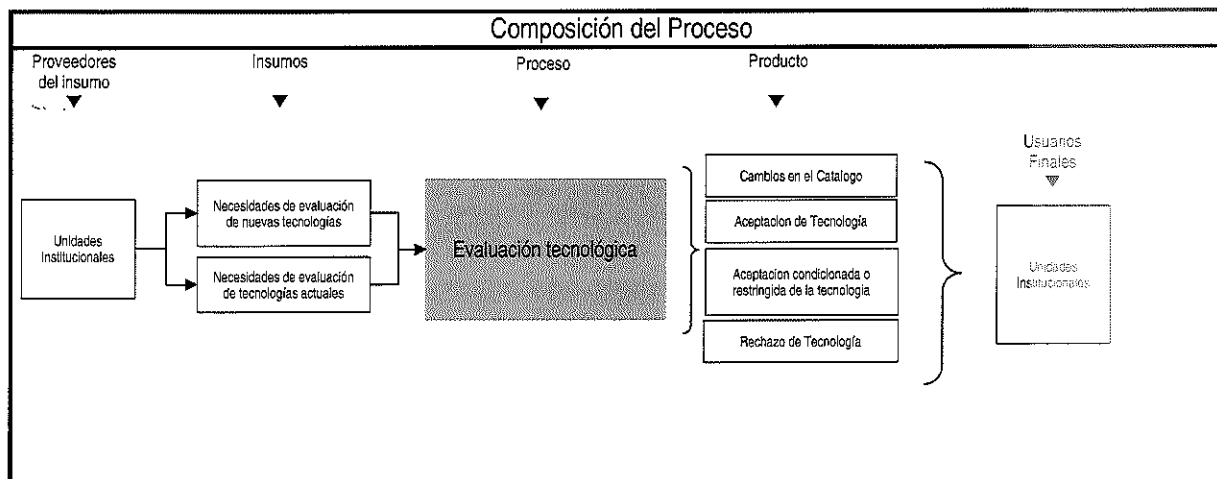 Composición del Proceso
Proveedores
del insumo
Insumos
Proceso
Producto
Usuarios
Finales
Unidades
Institucionales
Necesidades de evaluación
de nuevas tecnologías
Necesidades de evaluación
de tecnologías actuales
Evaluación tecnológica
Cambios en el Catalogo
Aceptacion de Tecnología
Aceptacion condicionada o
restringida de la tecnologia
Rechazo de Tecnología
Unidades
Institucionales